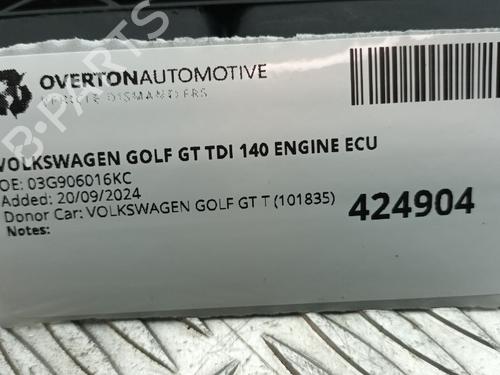 OVERTONAUTOMOTIVE
VEHICLE DISMANTLERS
VOLKSWAGEN GOLF GT TDI 140 ENGINE ECU
OE: 03G906016KC
Added: 20/09/2024
Donor Car: VOLKSWAGEN GOLF GT T (101835)
Notes:
424904
B-PARTS